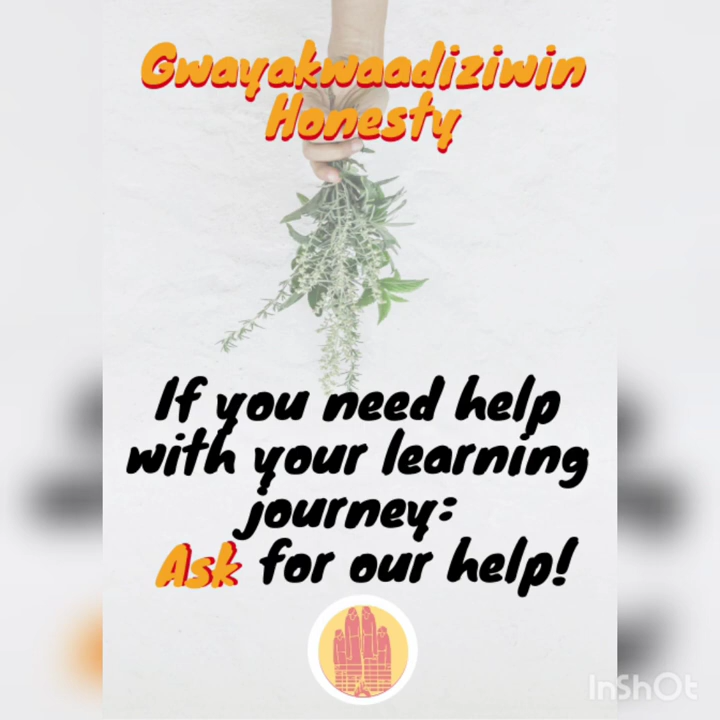 Gwayakwaadiziwin
Honesty
If you need help
with your learning
journey:
Ask for our help!
InShOt